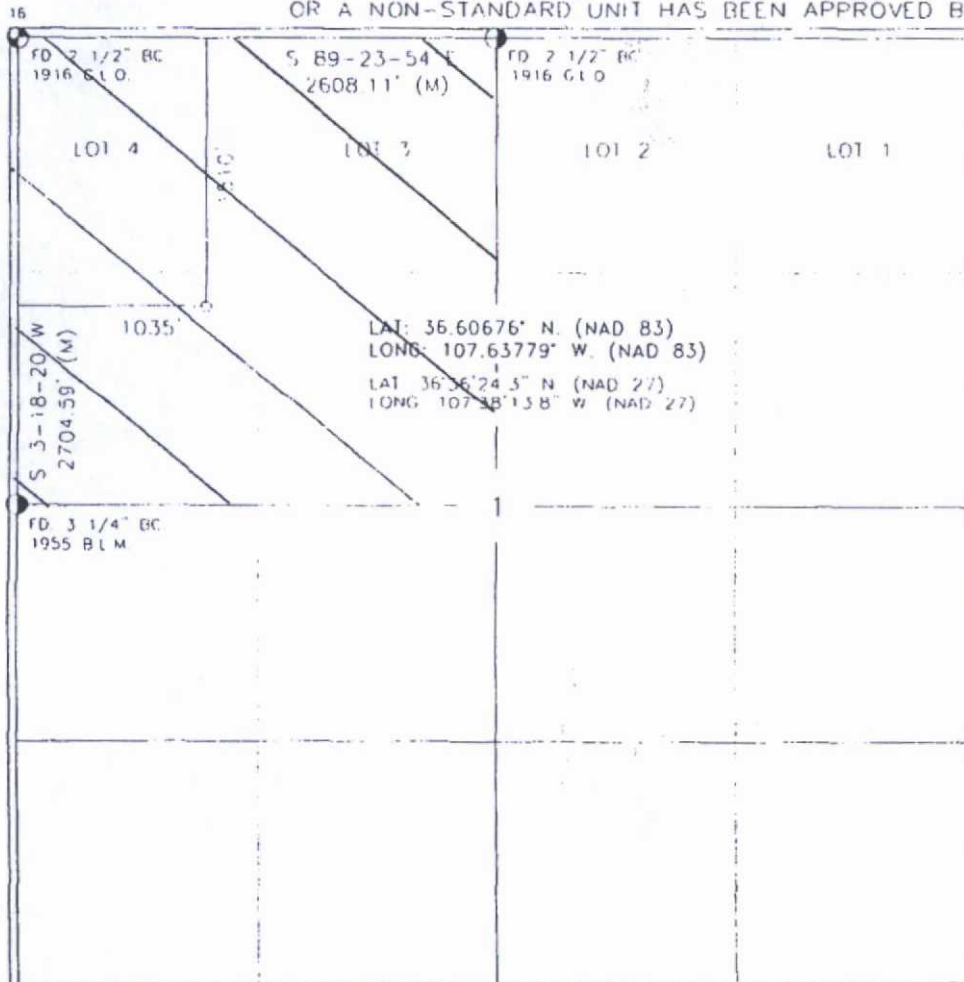 16
OR A NON-STANDARD UNIT HAS BEEN APPROVED B
FD 2 1/2" BC
1916 G.L.O.
S 89-23-54 E
2608.11' (M)
FD 2 1/2" BC
1916 G.L.O
LOT 4
LOT 3
LOT 2
LOT 1
1035'
S 3-18-20 W
2704.59' (M)
LAT: 36.60676° N. (NAD 83)
LONG: 107.63779° W. (NAD 83)
LAT 36°36'24.3" N (NAD 27)
LONG 107°38'13.8" W (NAD 27)
1
FD. 3 1/4" BC
1955 B.L.M.